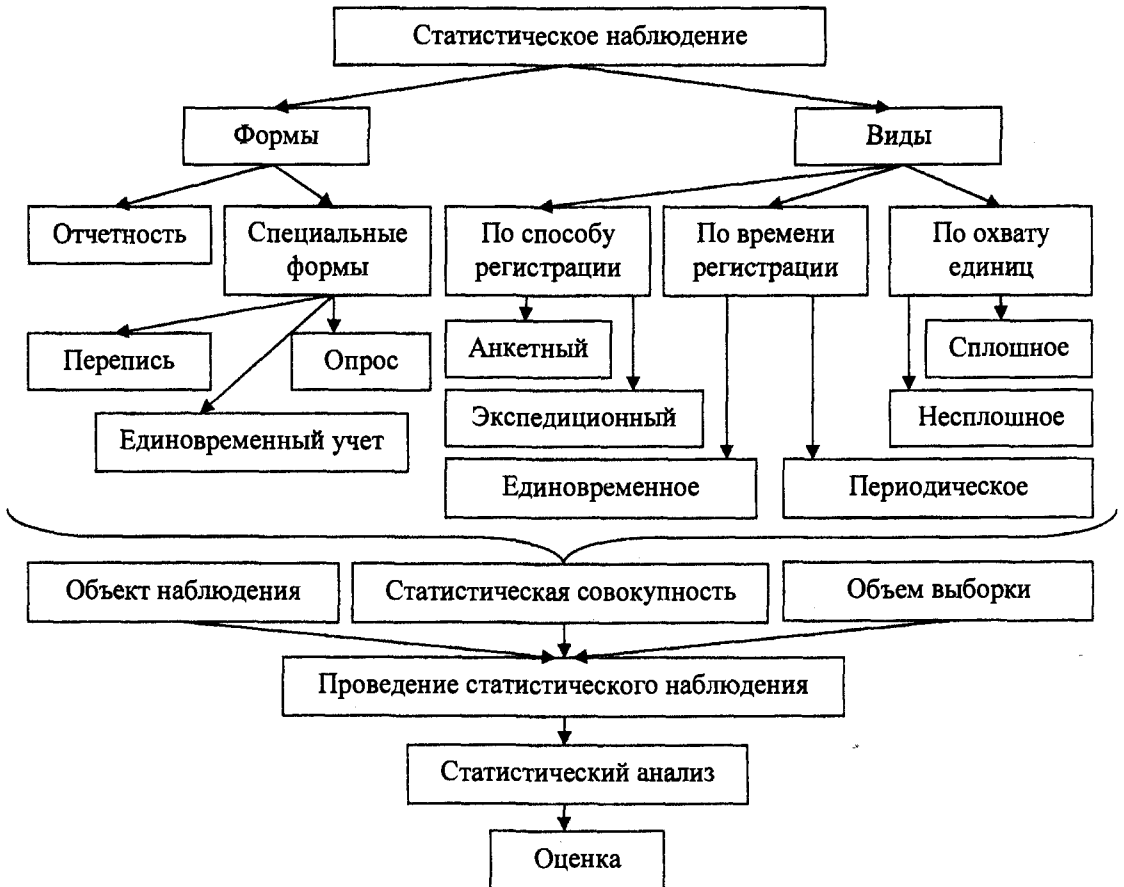 Статистическое наблюдение
Формы
Виды
Отчетность
Специальные
формы
По способу
регистрации
По времени
регистрации
По охвату
единиц
Перепись
Опрос
Анкетный
Сплошное
Единовременный учет
Экспедиционный
Несплошное
Единовременное
Периодическое
Объект наблюдения
Статистическая совокупность
Объем выборки
Проведение статистического наблюдения
Статистический анализ
Оценка